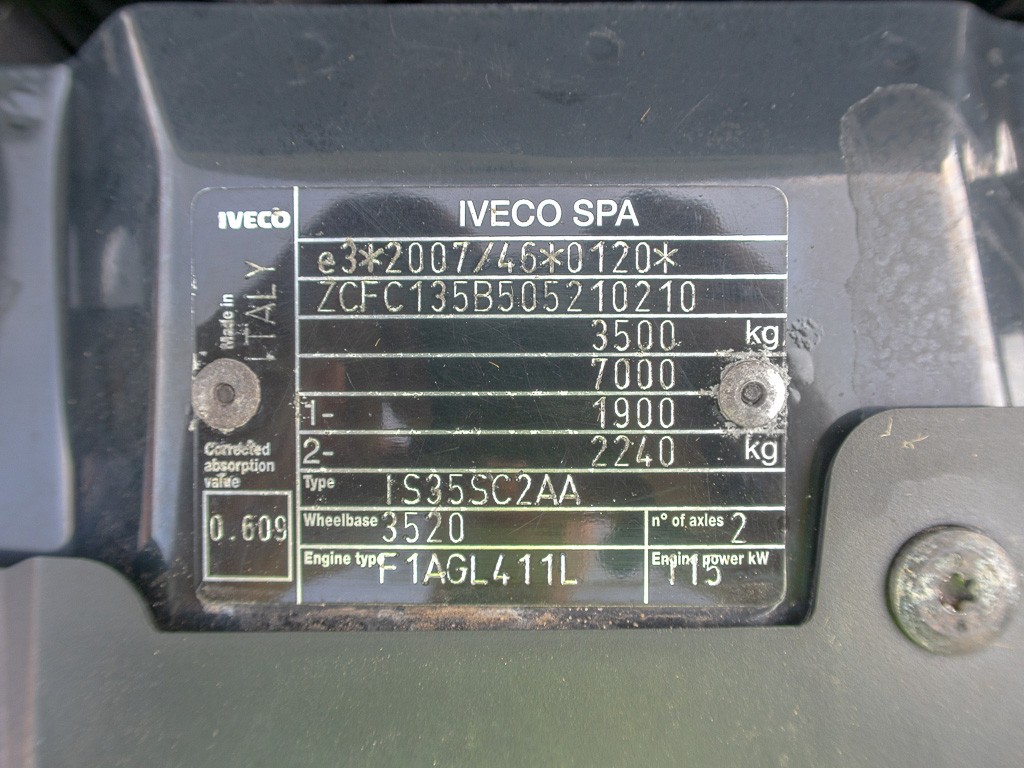 IVECO
IVECO SPA
Made in
ITALY
e3*2007/46*0120*
ZCFC135B505210210
3500 kg
7000
1- 1900
2- 2240 kg
Type IS35SC2AA
Corrected
absorption
value
0.609
Wheelbase 3520
n° of axles 2
Engine type F1AGL411L
Engine power kW 115